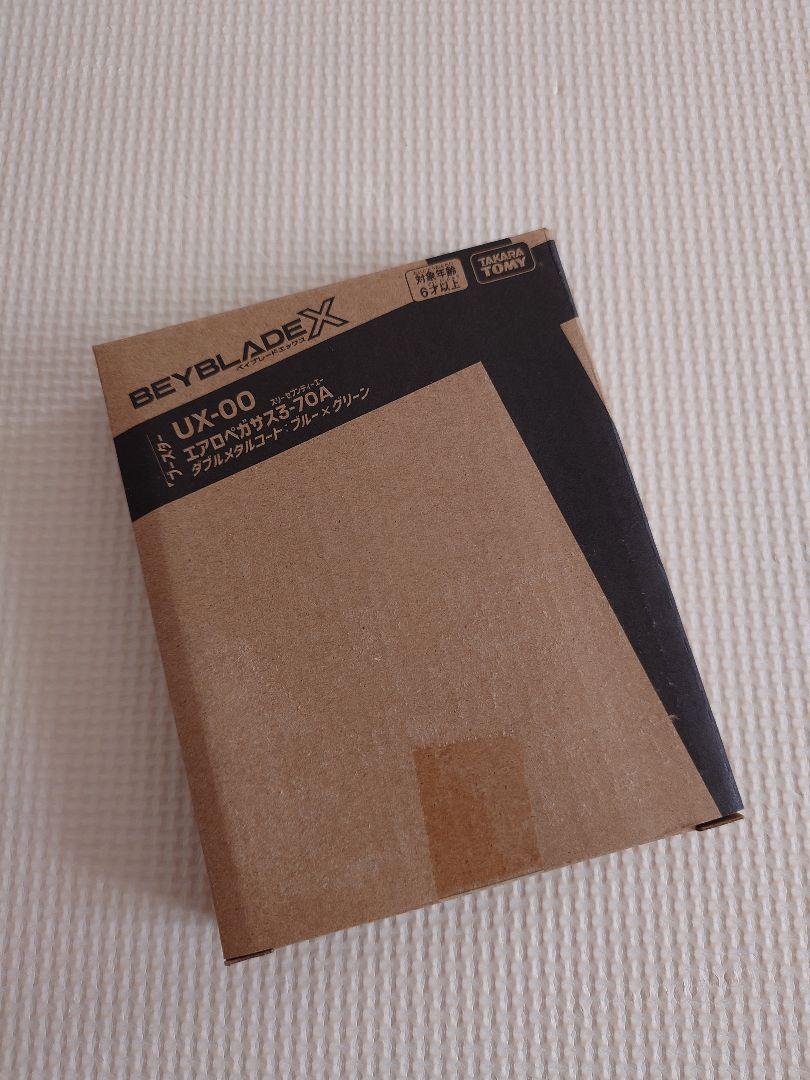 BEYBLADE X
ベイブレードエックス
対象年齢
6才以上
TAKARA
TOMY
ブースター
UX-00
スリーセブンティーエー
エアロペガサス3-70A
ダブルメタルコート:ブルー×グリーン